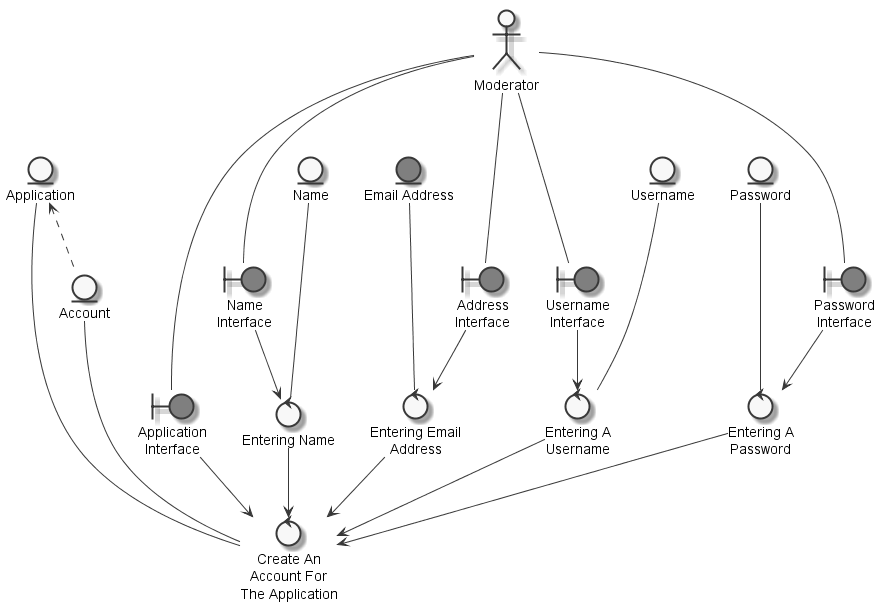 Moderator
Application
Name
Email Address
Username
Password
Account
Name
Interface
Address
Interface
Username
Interface
Password
Interface
Application
Interface
Entering Name
Entering Email
Address
Entering A
Username
Entering A
Password
Create An
Account For
The Application